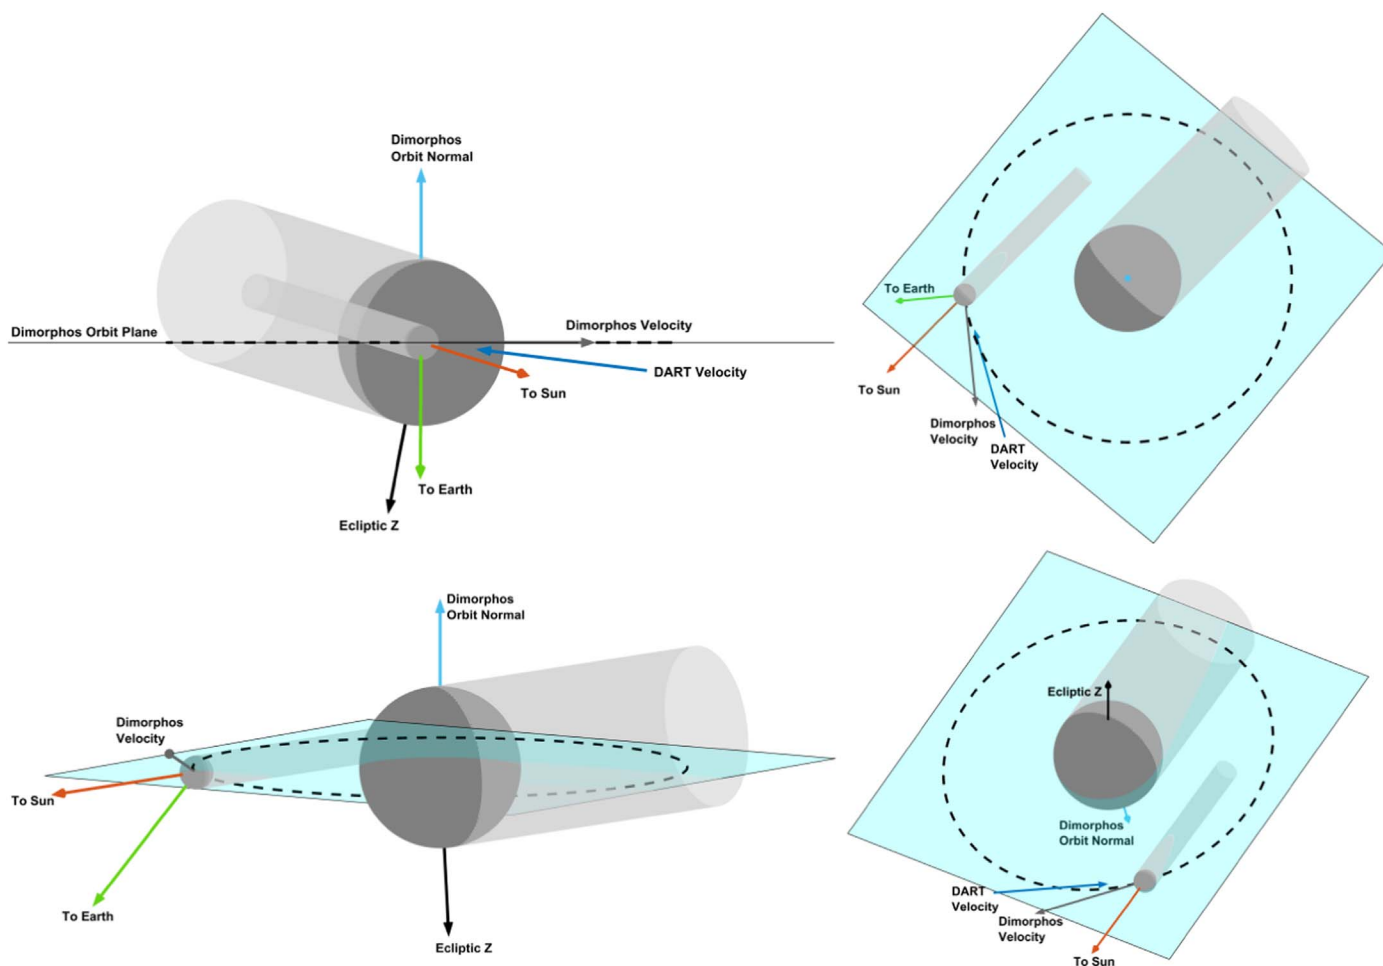 Dimorphos
Orbit Normal
Dimorphos Orbit Plane
Dimorphos Velocity
DART Velocity
To Sun
To Earth
Ecliptic Z
To Earth
To Sun
Dimorphos
Velocity
DART
Velocity
Dimorphos
Orbit Normal
Dimorphos
Velocity
To Sun
To Earth
Ecliptic Z
Ecliptic Z
Dimorphos
Orbit Normal
DART
Velocity
Dimorphos
Velocity
To Sun